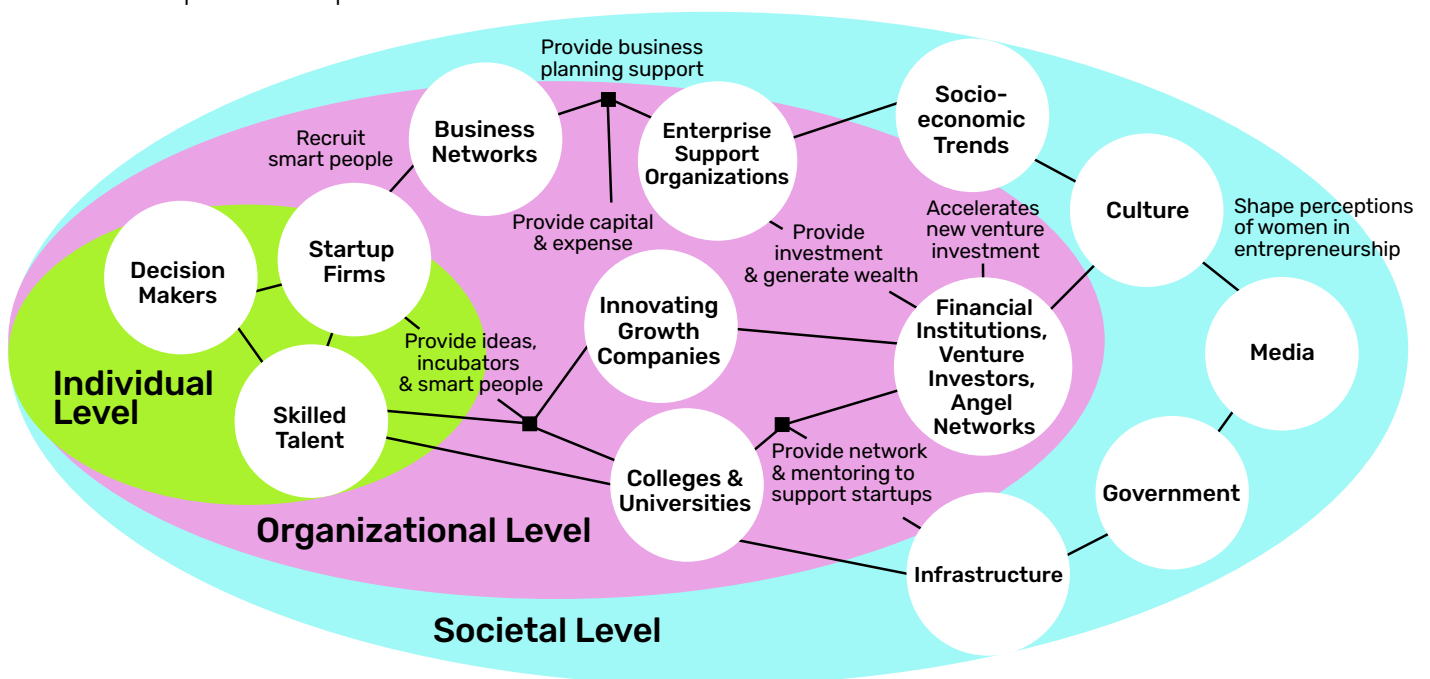 Provide business
planning support
Socio-
economic
Trends
Business
Networks
Enterprise
Support
Organizations
Recruit
smart people
Culture
Accelerates
new venture
investment
Shape perceptions
of women in
entrepreneurship
Provide capital
& expense
Provide
investment
& generate wealth
Startup
Firms
Decision
Makers
Innovating
Growth
Companies
Financial
Institutions,
Venture
Investors,
Angel
Networks
Media
Provide ideas,
incubators
& smart people
Individual
Level
Skilled
Talent
Colleges &
Universities
Provide network
& mentoring to
support startups
Government
Organizational Level
Infrastructure
Societal Level